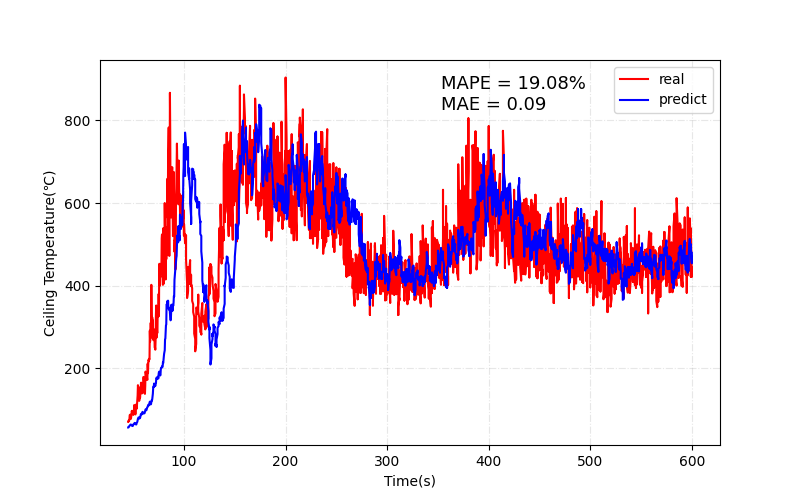 MAPE = 19.08%
MAE = 0.09
real
predict
Ceiling Temperature(℃)
800
600
400
200
100
200
300
400
500
600
Time(s)